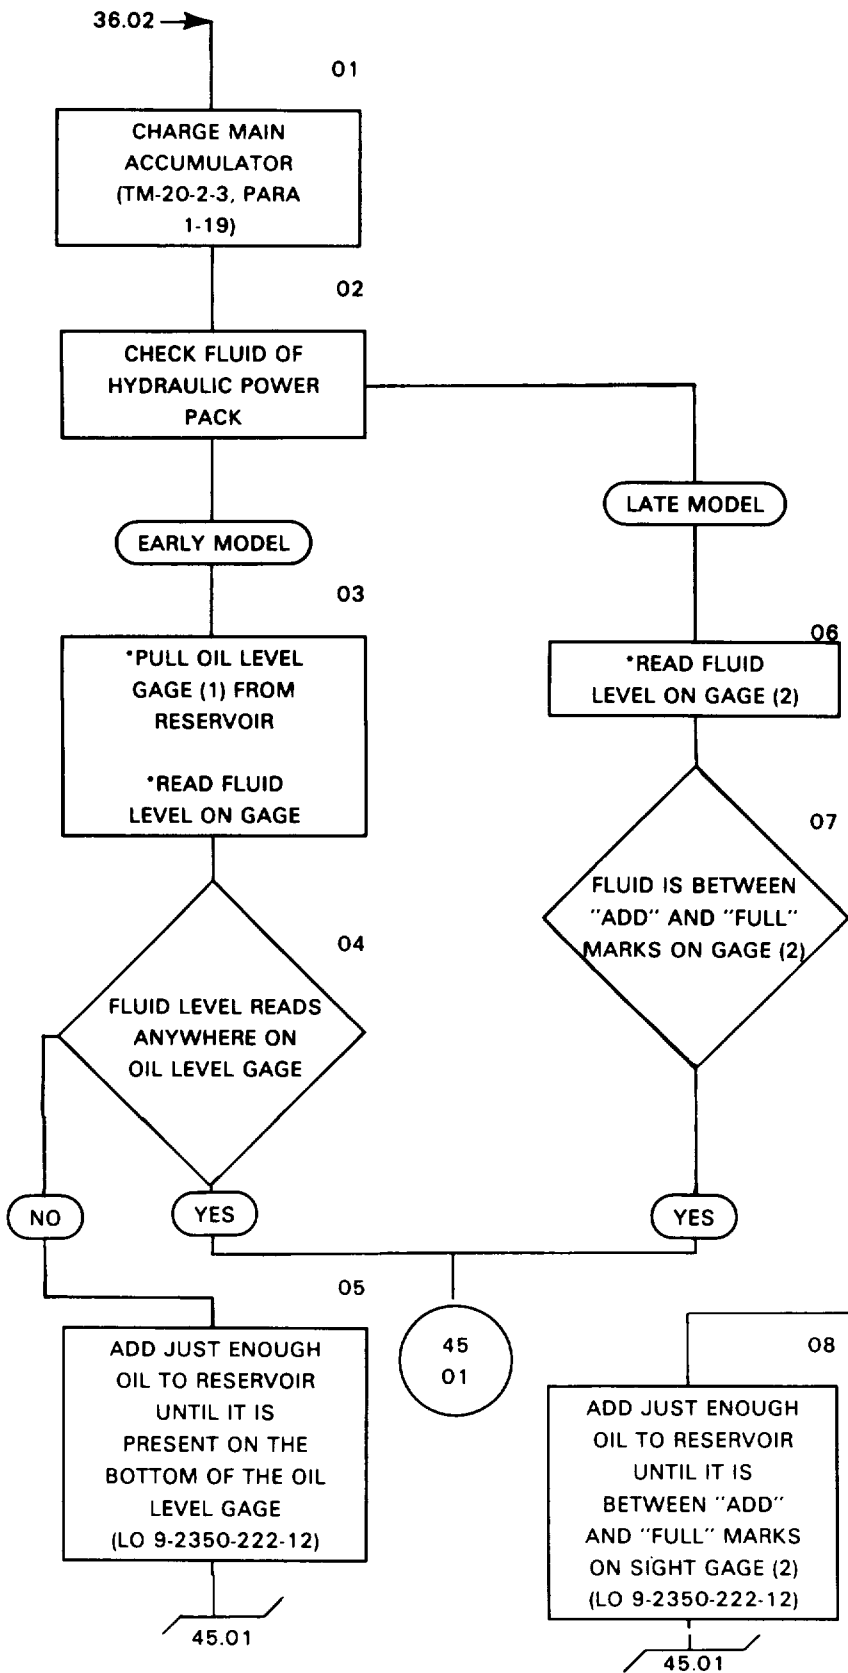 36.02
01
CHARGE MAIN
ACCUMULATOR
(TM-20-2-3, PARA
1-19)
02
CHECK FLUID OF
HYDRAULIC POWER
PACK
EARLY MODEL
LATE MODEL
03
*PULL OIL LEVEL
GAGE (1) FROM
RESERVOIR
*READ FLUID
LEVEL ON GAGE
06
*READ FLUID
LEVEL ON GAGE (2)
04
FLUID LEVEL READS
ANYWHERE ON
OIL LEVEL GAGE
07
FLUID IS BETWEEN
"ADD" AND "FULL"
MARKS ON GAGE (2)
NO
YES
YES
45
01
05
ADD JUST ENOUGH
OIL TO RESERVOIR
UNTIL IT IS
PRESENT ON THE
BOTTOM OF THE OIL
LEVEL GAGE
(LO 9-2350-222-12)
45.01
08
ADD JUST ENOUGH
OIL TO RESERVOIR
UNTIL IT IS
BETWEEN "ADD"
AND "FULL" MARKS
ON SIGHT GAGE (2)
(LO 9-2350-222-12)
45.01